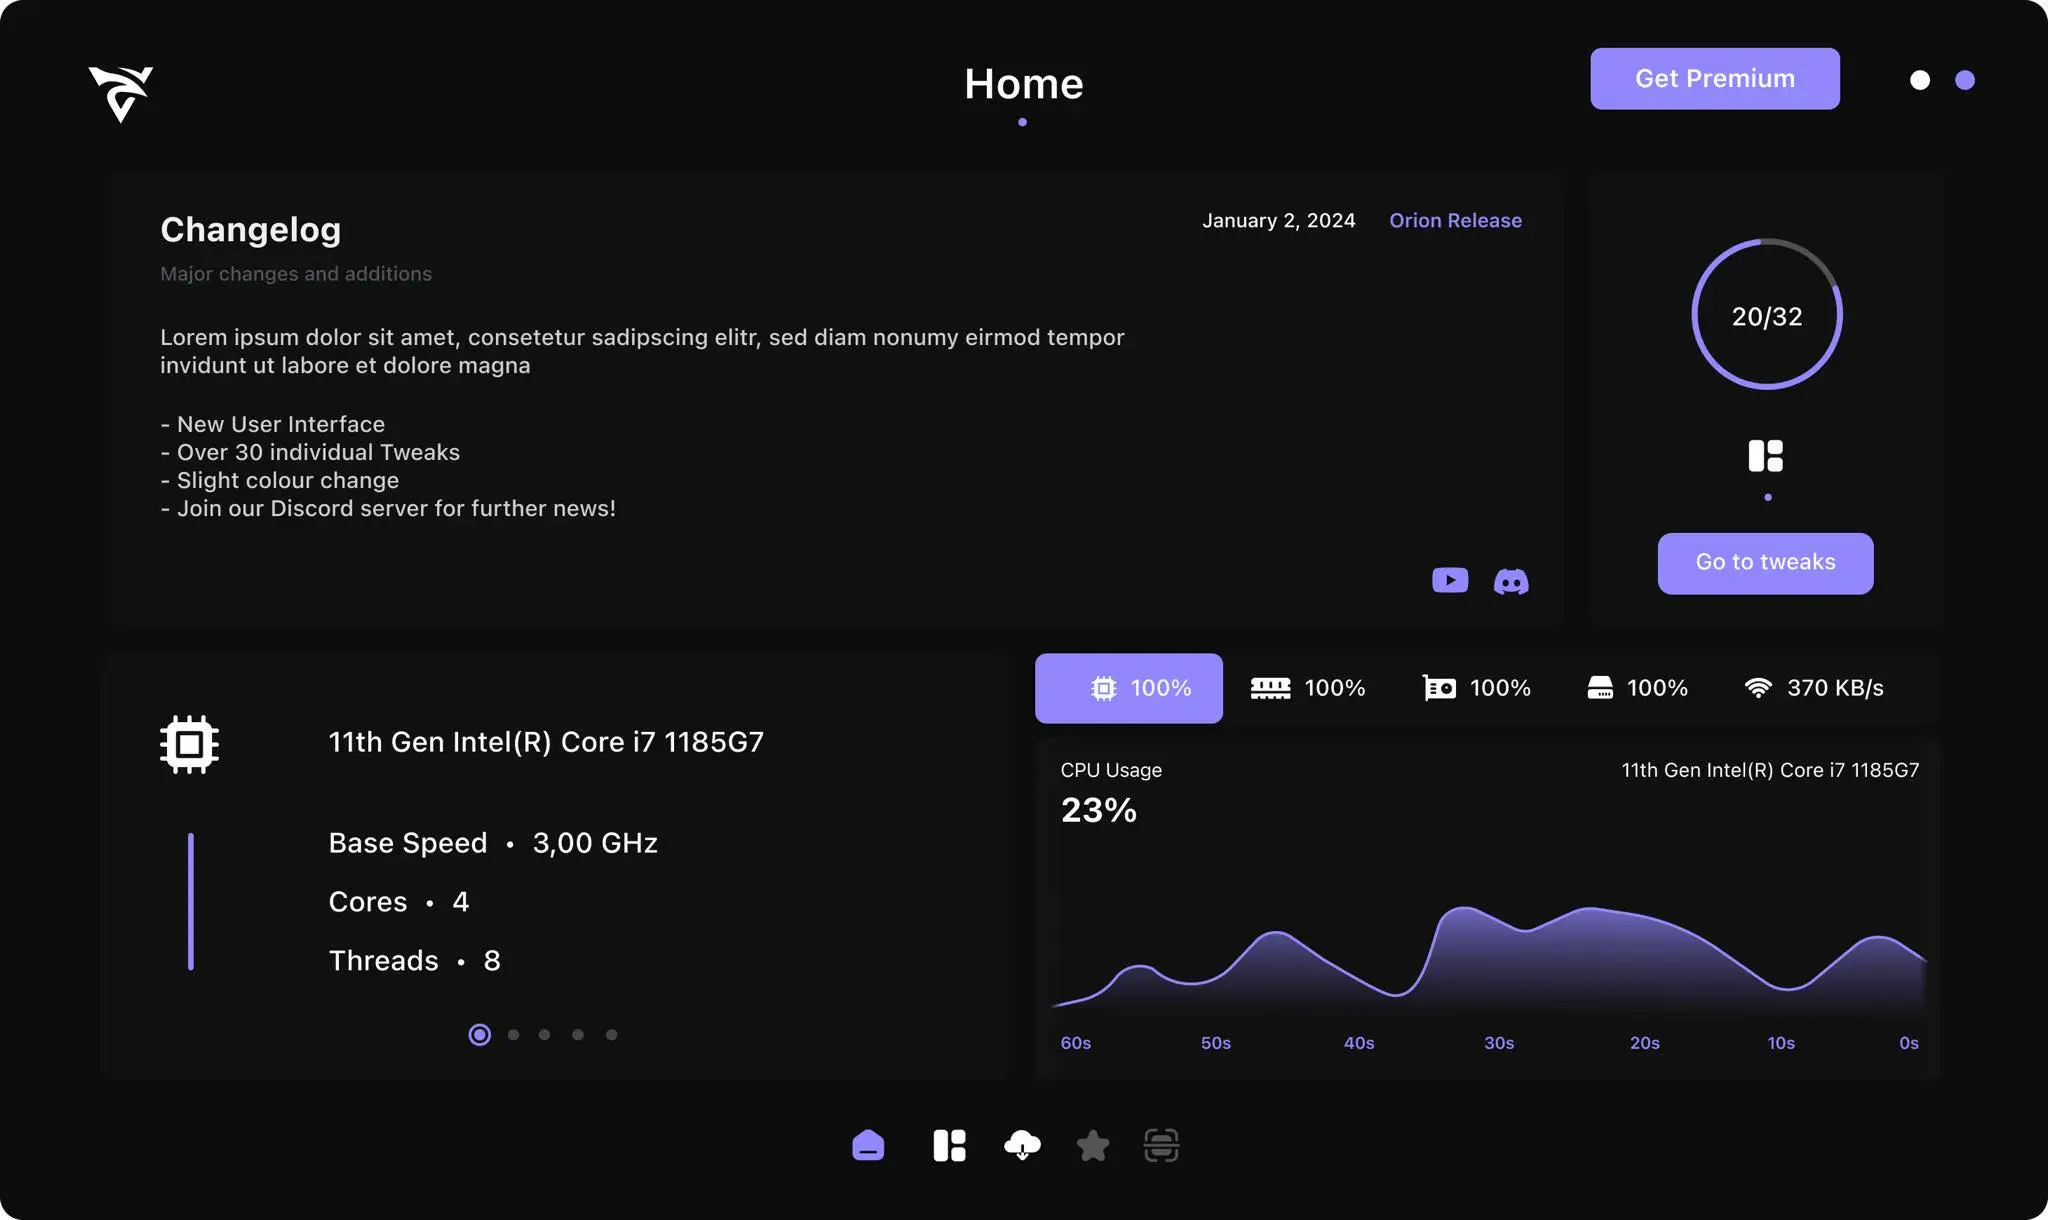 Home
Get Premium
Changelog
January 2, 2024 Orion Release
Major changes and additions
Lorem ipsum dolor sit amet, consetetur sadipscing elitr, sed diam nonumy eirmod tempor
invidunt ut labore et dolore magna
- New User Interface
- Over 30 individual Tweaks
- Slight colour change
- Join our Discord server for further news!
20/32
Go to tweaks
11th Gen Intel(R) Core i7 1185G7
Base Speed • 3,00 GHz
Cores • 4
Threads • 8
100% 100% 100% 100% 370 KB/s
CPU Usage
11th Gen Intel(R) Core i7 1185G7
23%
60s 50s 40s 30s 20s 10s 0s